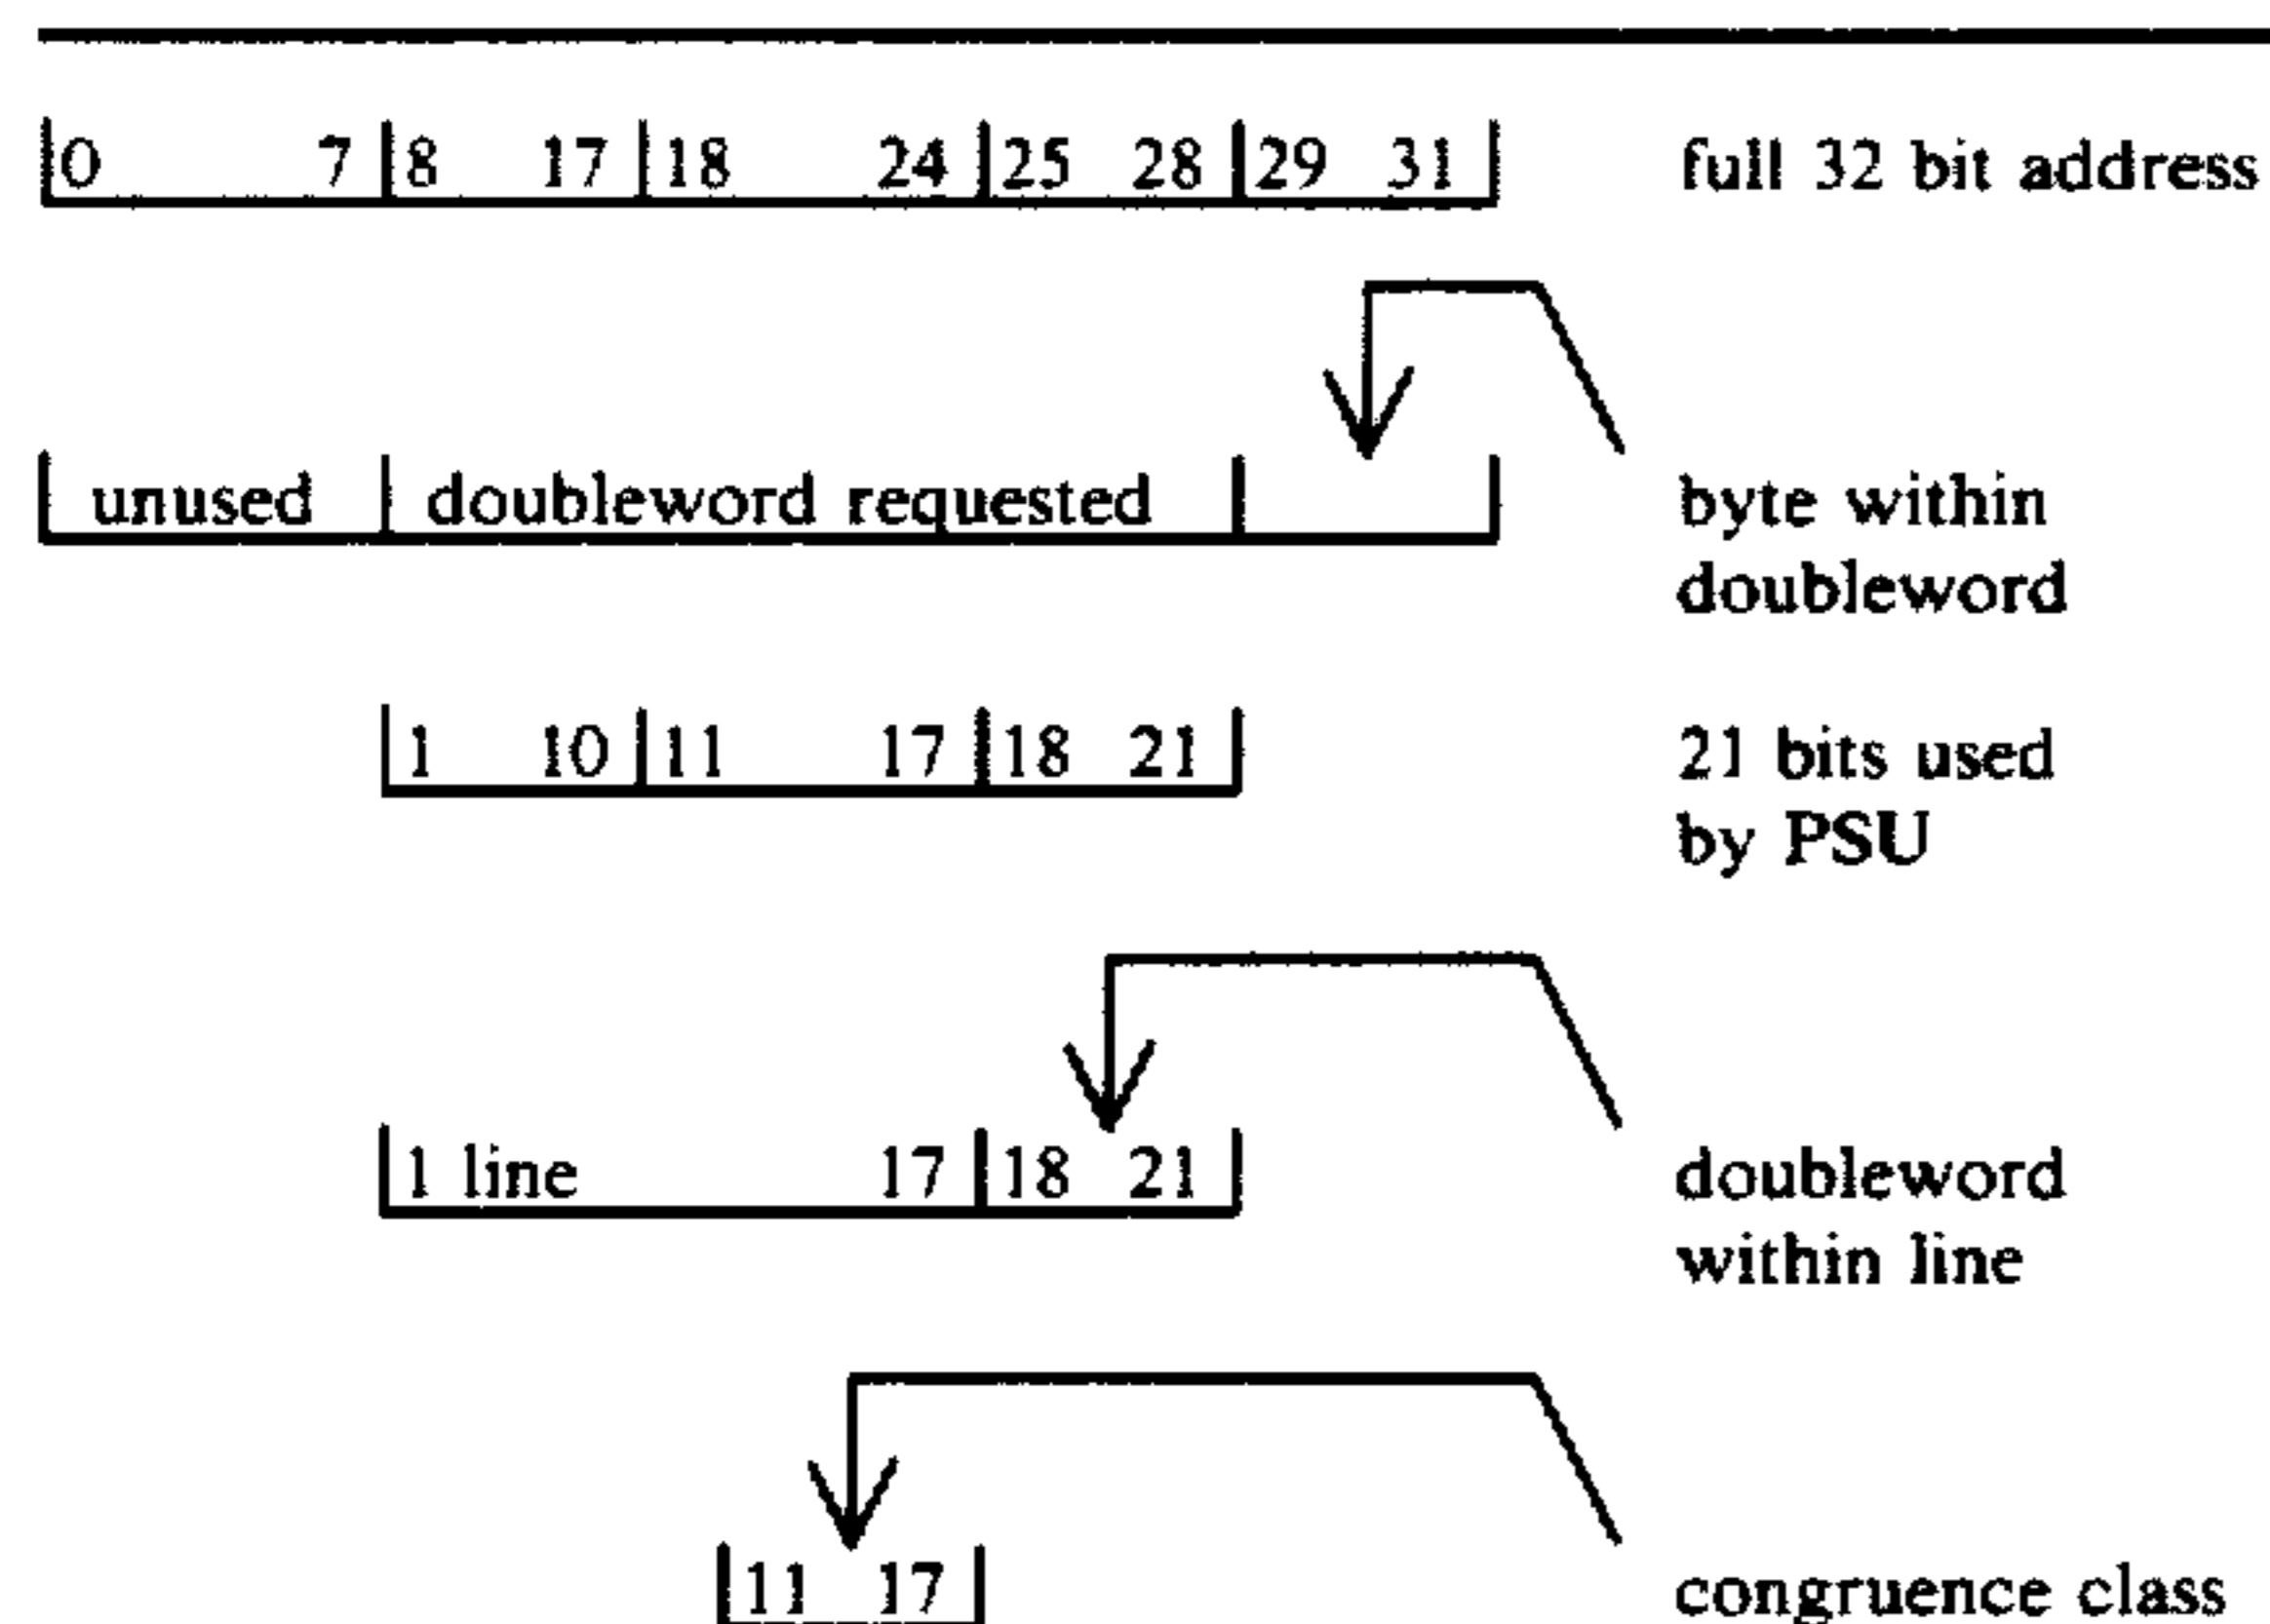 0 7 8 17 18 24 25 28 29 31 full 32 bit address
unused doubleword requested byte within
doubleword
1 10 11 17 18 21 21 bits used
by PSU
1 line 17 18 21 doubleword
within line
11 17 congruence class